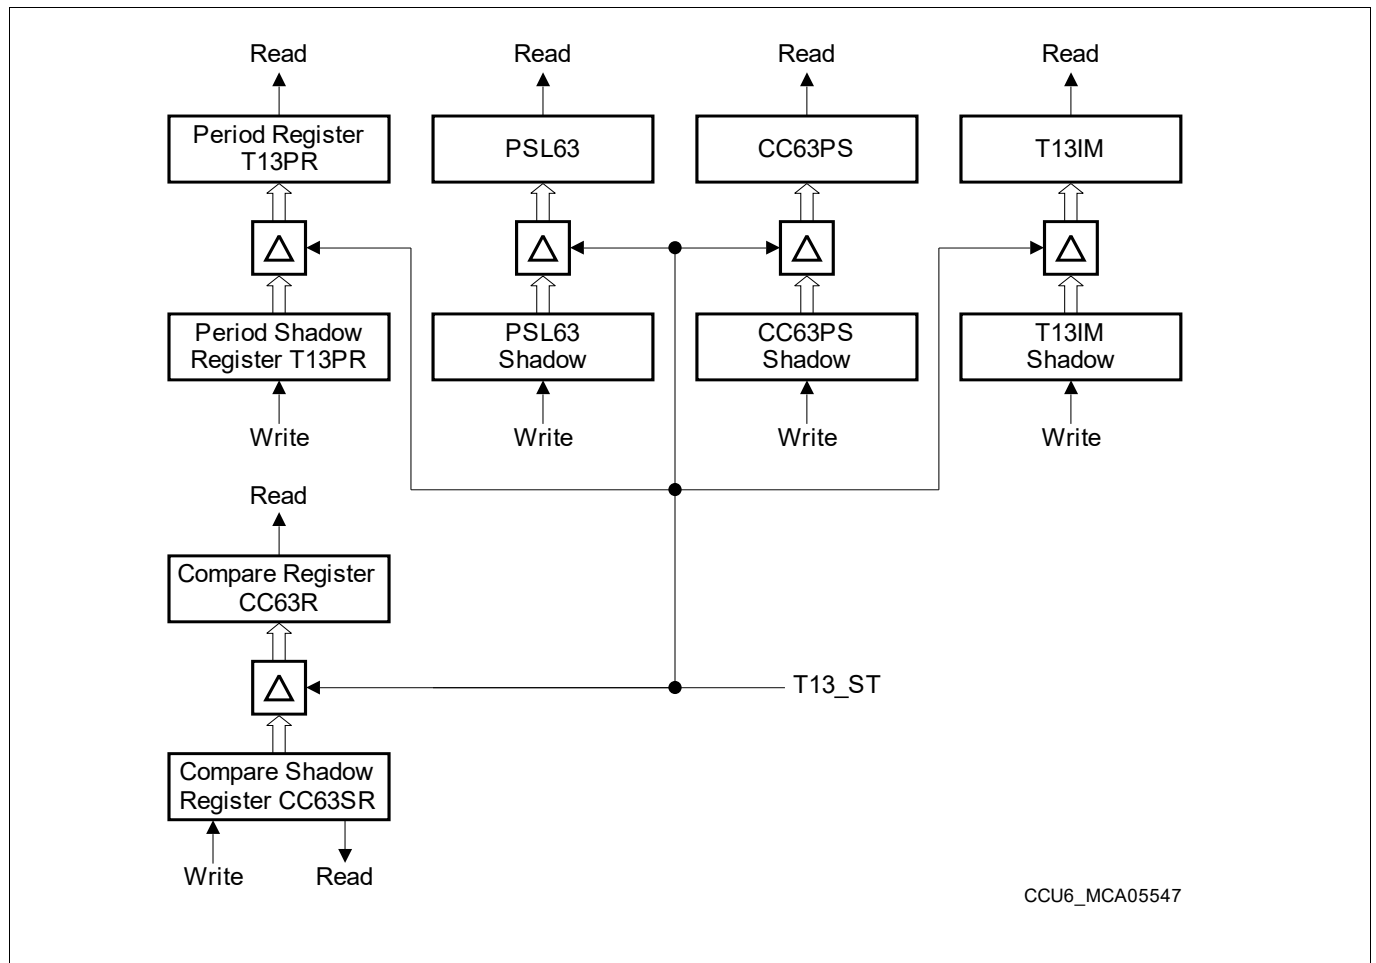 Read
Read
Read
Read
Period Register
T13PR
PSL63
CC63PS
T13IM
Period Shadow
Register T13PR
PSL63
Shadow
CC63PS
Shadow
T13IM
Shadow
Write
Write
Write
Write
Read
Compare Register
CC63R
T13_ST
Compare Shadow
Register CC63SR
Write
Read
CCU6_MCA05547